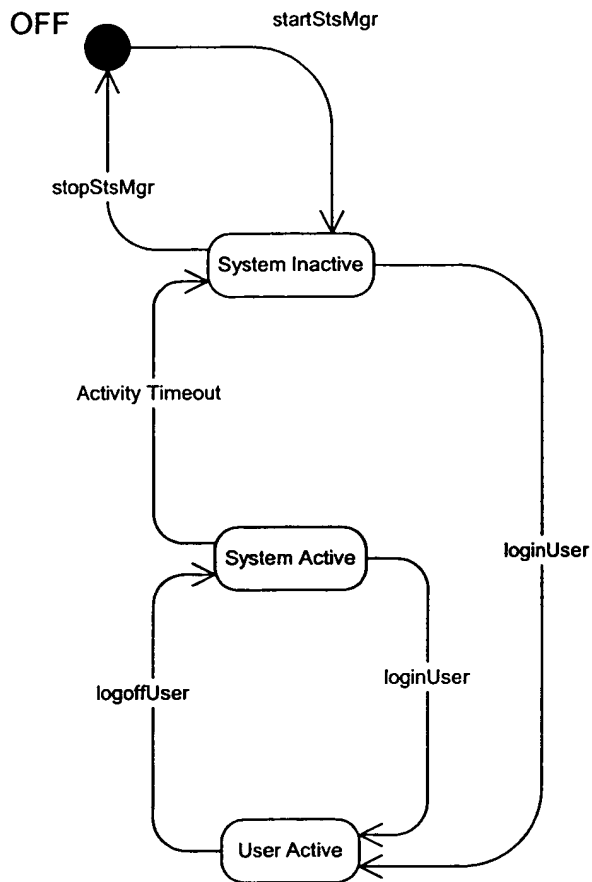 OFF
startStsMgr
stopStsMgr
System Inactive
Activity Timeout
System Active
loginUser
logoffUser
loginUser
User Active